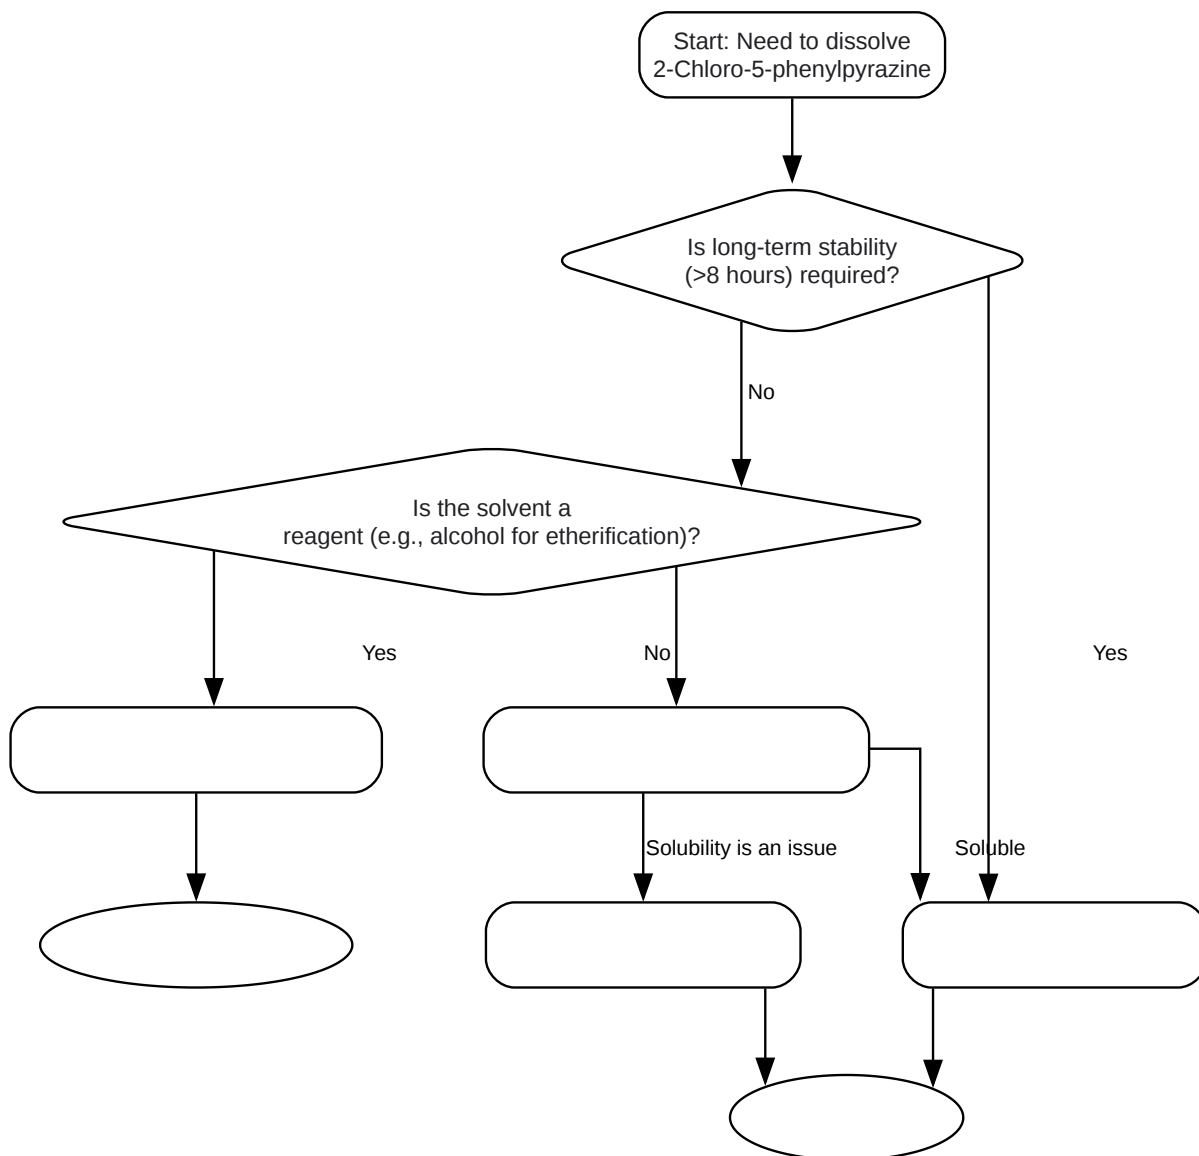 Start: Need to dissolve
2-Chloro-5-phenylpyrazine
Is long-term stability
(>8 hours) required?
No
Is the solvent a
reagent (e.g., alcohol for etherification)?
Yes
No
Yes
Solubility is an issue
Soluble